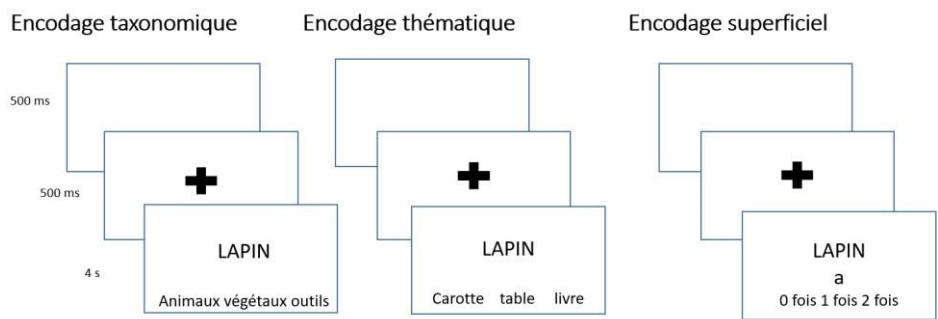 Encodage taxonomique
Encodage thématique
Encodage superficiel
500 ms
500 ms
4 s
LAPIN
Animaux végétaux outils
LAPIN
Carotte table livre
LAPIN
a
0 fois 1 fois 2 fois